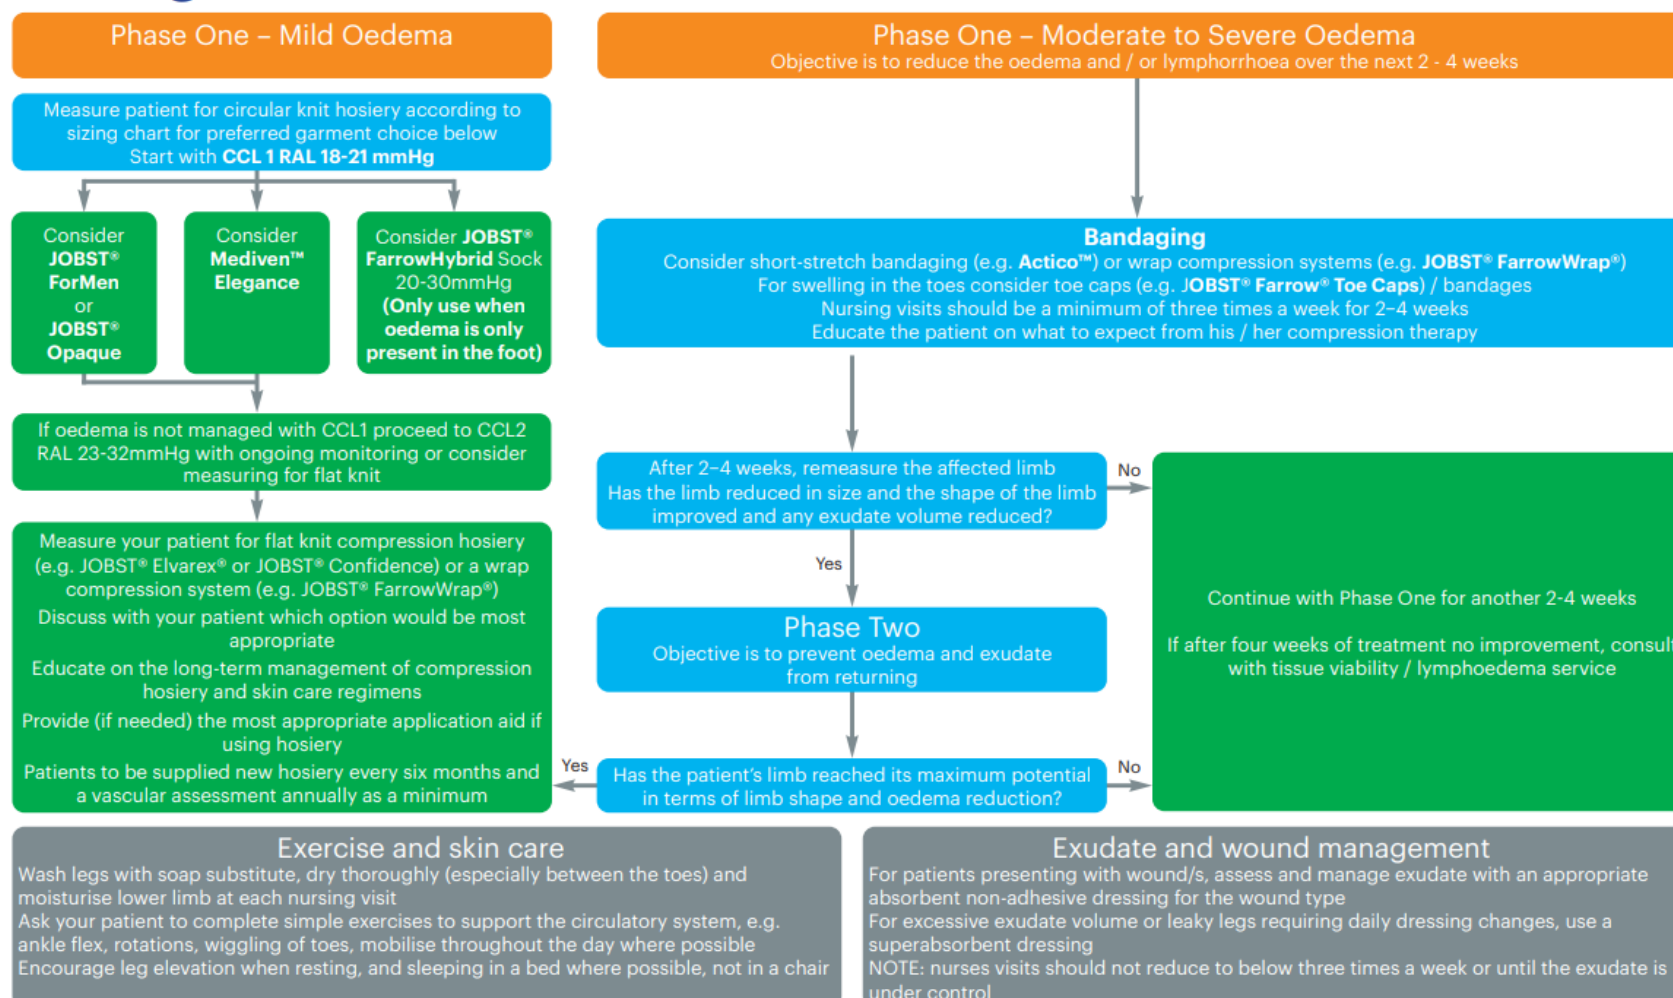 Phase One – Mild Oedema
Measure patient for circular knit hosiery according to
sizing chart for preferred garment choice below
Start with CCL 1 RAL 18-21 mmHg
Consider
JOBST®
ForMen
or
JOBST®
Opaque
Consider
Mediven™
Elegance
Consider JOBST®
FarrowHybrid Sock
20-30mmHg
(Only use when
oedema is only
present in the foot)
If oedema is not managed with CCL1 proceed to CCL2
RAL 23-32mmHg with ongoing monitoring or consider
measuring for flat knit
Measure your patient for flat knit compression hosiery
(e.g. JOBST® Elvarex® or JOBST® Confidence) or a wrap
compression system (e.g. JOBST® FarrowWrap®)
Discuss with your patient which option would be most
appropriate
Educate on the long-term management of compression
hosiery and skin care regimens
Provide (if needed) the most appropriate application aid if
using hosiery
Patients to be supplied new hosiery every six months and
a vascular assessment annually as a minimum
Phase One – Moderate to Severe Oedema
Objective is to reduce the oedema and / or lymphorrhoea over the next 2 - 4 weeks
Bandaging
Consider short-stretch bandaging (e.g. Actico™) or wrap compression systems (e.g. JOBST® FarrowWrap®)
For swelling in the toes consider toe caps (e.g. JOBST® Farrow® Toe Caps) / bandages
Nursing visits should be a minimum of three times a week for 2–4 weeks
Educate the patient on what to expect from his / her compression therapy
After 2–4 weeks, remeasure the affected limb
Has the limb reduced in size and the shape of the limb
improved and any exudate volume reduced?
No
Yes
Phase Two
Objective is to prevent oedema and exudate
from returning
Has the patient's limb reached its maximum potential
in terms of limb shape and oedema reduction?
Yes
No
Continue with Phase One for another 2-4 weeks
If after four weeks of treatment no improvement, consult
with tissue viability / lymphoedema service
Exercise and skin care
Wash legs with soap substitute, dry thoroughly (especially between the toes) and
moisturise lower limb at each nursing visit
Ask your patient to complete simple exercises to support the circulatory system, e.g.
ankle flex, rotations, wiggling of toes, mobilise throughout the day where possible
Encourage leg elevation when resting, and sleeping in a bed where possible, not in a chair
Exudate and wound management
For patients presenting with wound/s, assess and manage exudate with an appropriate
absorbent non-adhesive dressing for the wound type
For excessive exudate volume or leaky legs requiring daily dressing changes, use a
superabsorbent dressing
NOTE: nurses visits should not reduce to below three times a week or until the exudate is
under control